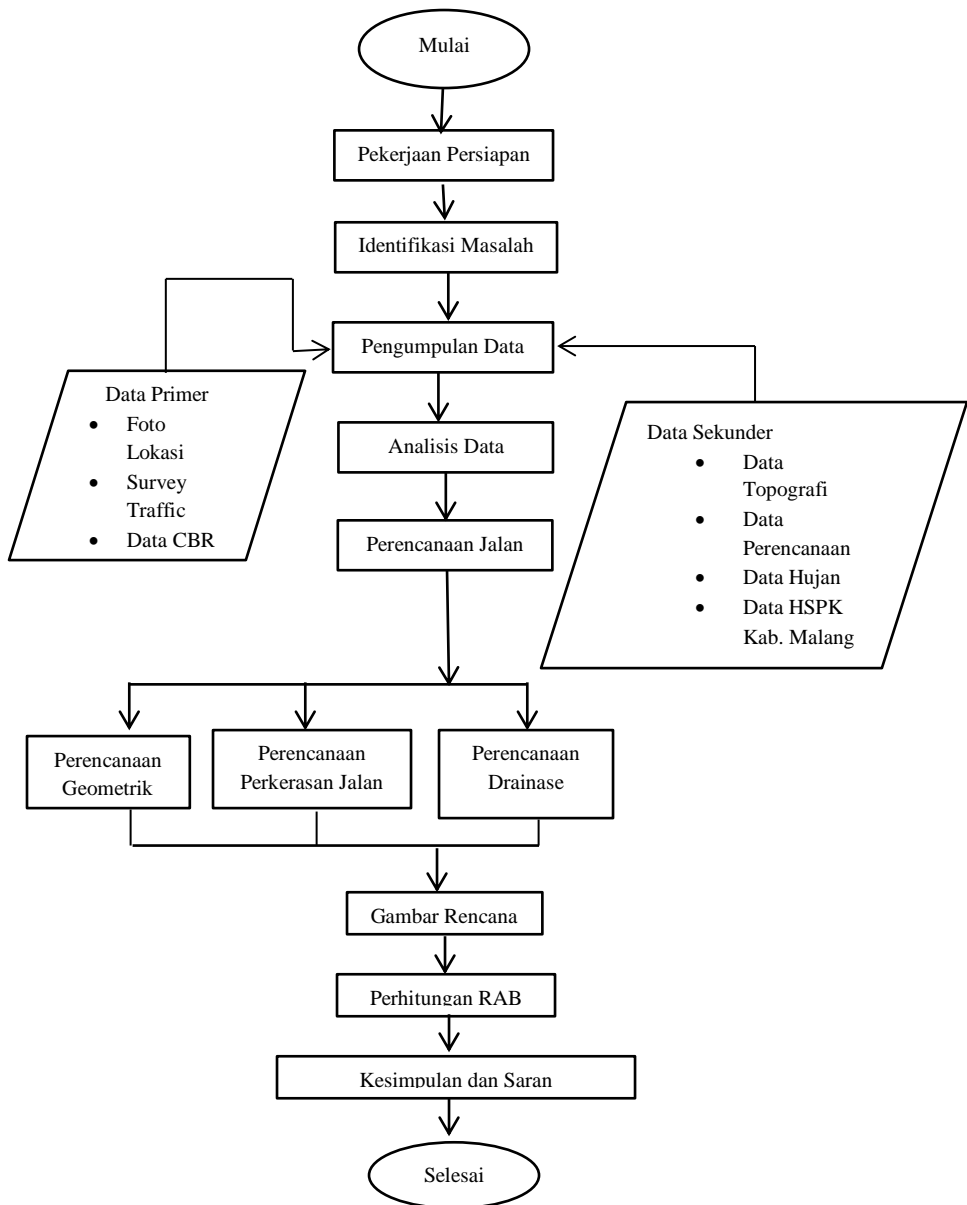 Mulai
Pekerjaan Persiapan
Identifikasi Masalah
Pengumpulan Data
Data Primer
• Foto
Lokasi
• Survey
Traffic
• Data CBR
Analisis Data
Data Sekunder
• Data
Topografi
• Data
Perencanaan
• Data Hujan
• Data HSPK
Kab. Malang
Perencanaan Jalan
Perencanaan
Geometrik
Perencanaan
Perkerasan Jalan
Perencanaan
Drainase
Gambar Rencana
Perhitungan RAB
Kesimpulan dan Saran
Selesai